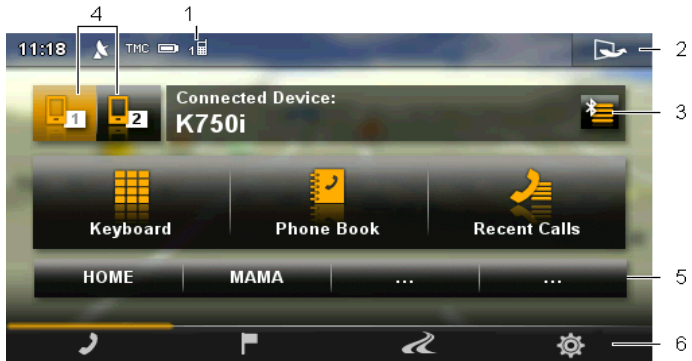 4 1
11:18 TMC 1 2
1 2 Connected Device: 3
K750i
Keyboard Phone Book Recent Calls
HOME MAMA ... ... 5
6